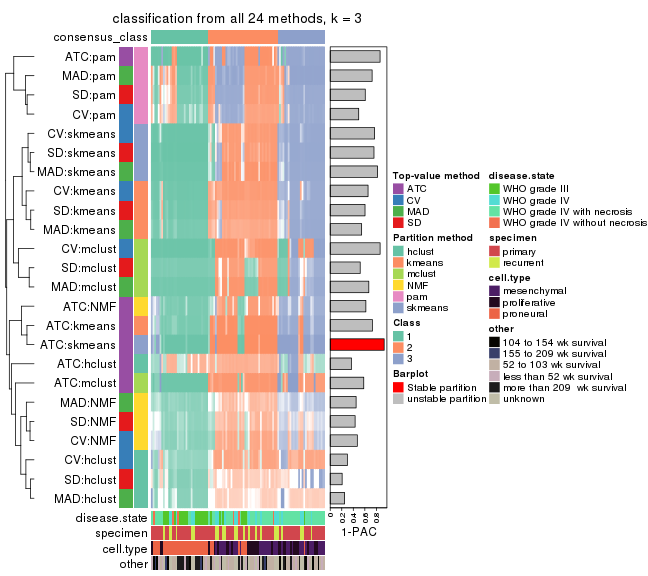 classification from all 24 methods, k = 3
consensus_class
ATC:pam
MAD:pam
SD:pam
CV:pam
CV:skmeans
SD:skmeans
MAD:skmeans
CV:kmeans
SD:kmeans
MAD:kmeans
CV:mclust
SD:mclust
MAD:mclust
ATC:NMF
ATC:kmeans
ATC:skmeans
ATC:hclust
ATC:mclust
MAD:NMF
SD:NMF
CV:NMF
CV:hclust
SD:hclust
MAD:hclust
disease.state
specimen
cell.type
other
0 0.2 0.4 0.6 0.8
1-PAC
Top-value method
ATC
CV
MAD
SD
Partition method
hclust
kmeans
mclust
NMF
pam
skmeans
Class
1
2
3
Barplot
Stable partition
unstable partition
disease.state
WHO grade III
WHO grade IV
WHO grade IV with necrosis
WHO grade IV without necrosis
specimen
primary
recurrent
cell.type
mesenchymal
proliferative
proneural
other
104 to 154 wk survival
155 to 209 wk survival
52 to 103 wk survival
less than 52 wk survival
more than 209  wk survival
unknown